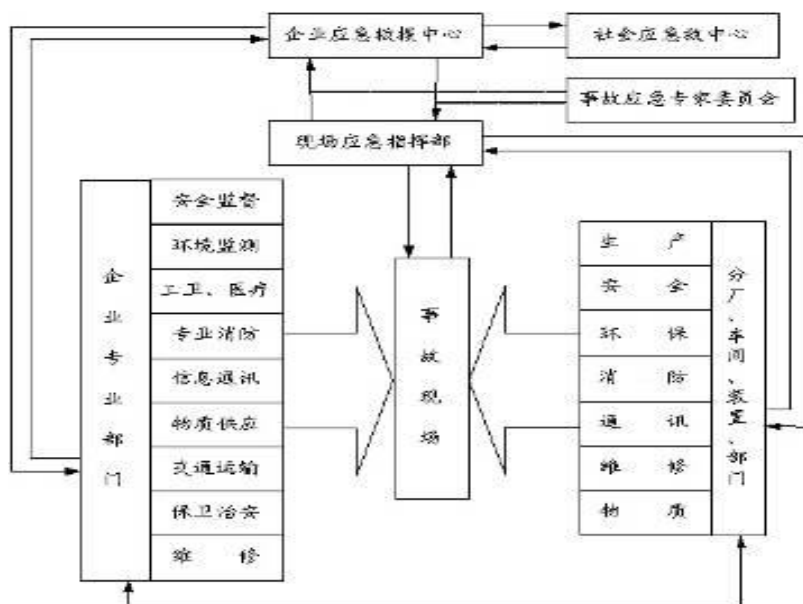 企业应急救援中心
社会应急救中心
事故应急专家委员会
现场应急指挥部
企业专业部门
安全监督
环境监测
工卫、医疗
专业消防
信息通讯
物质供应
交通运输
保卫治安
维 修
事故现场
生 产
安 全
环 保
消 防
通 讯
维 修
物 质
分厂、车间、装置、部门